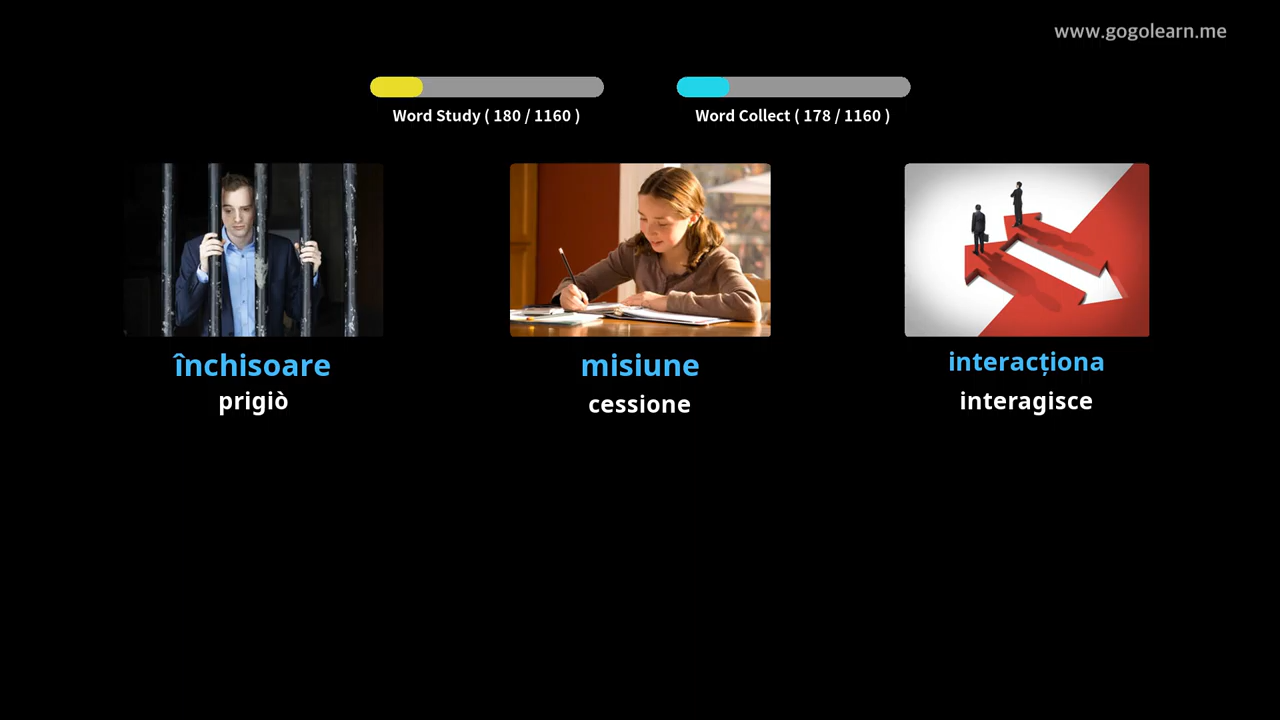 www.gogolearn.me
Word Study ( 180 / 1160 )
Word Collect ( 178 / 1160 )
închisoare
prigiò
misiune
cessione
interacționa
interagisce